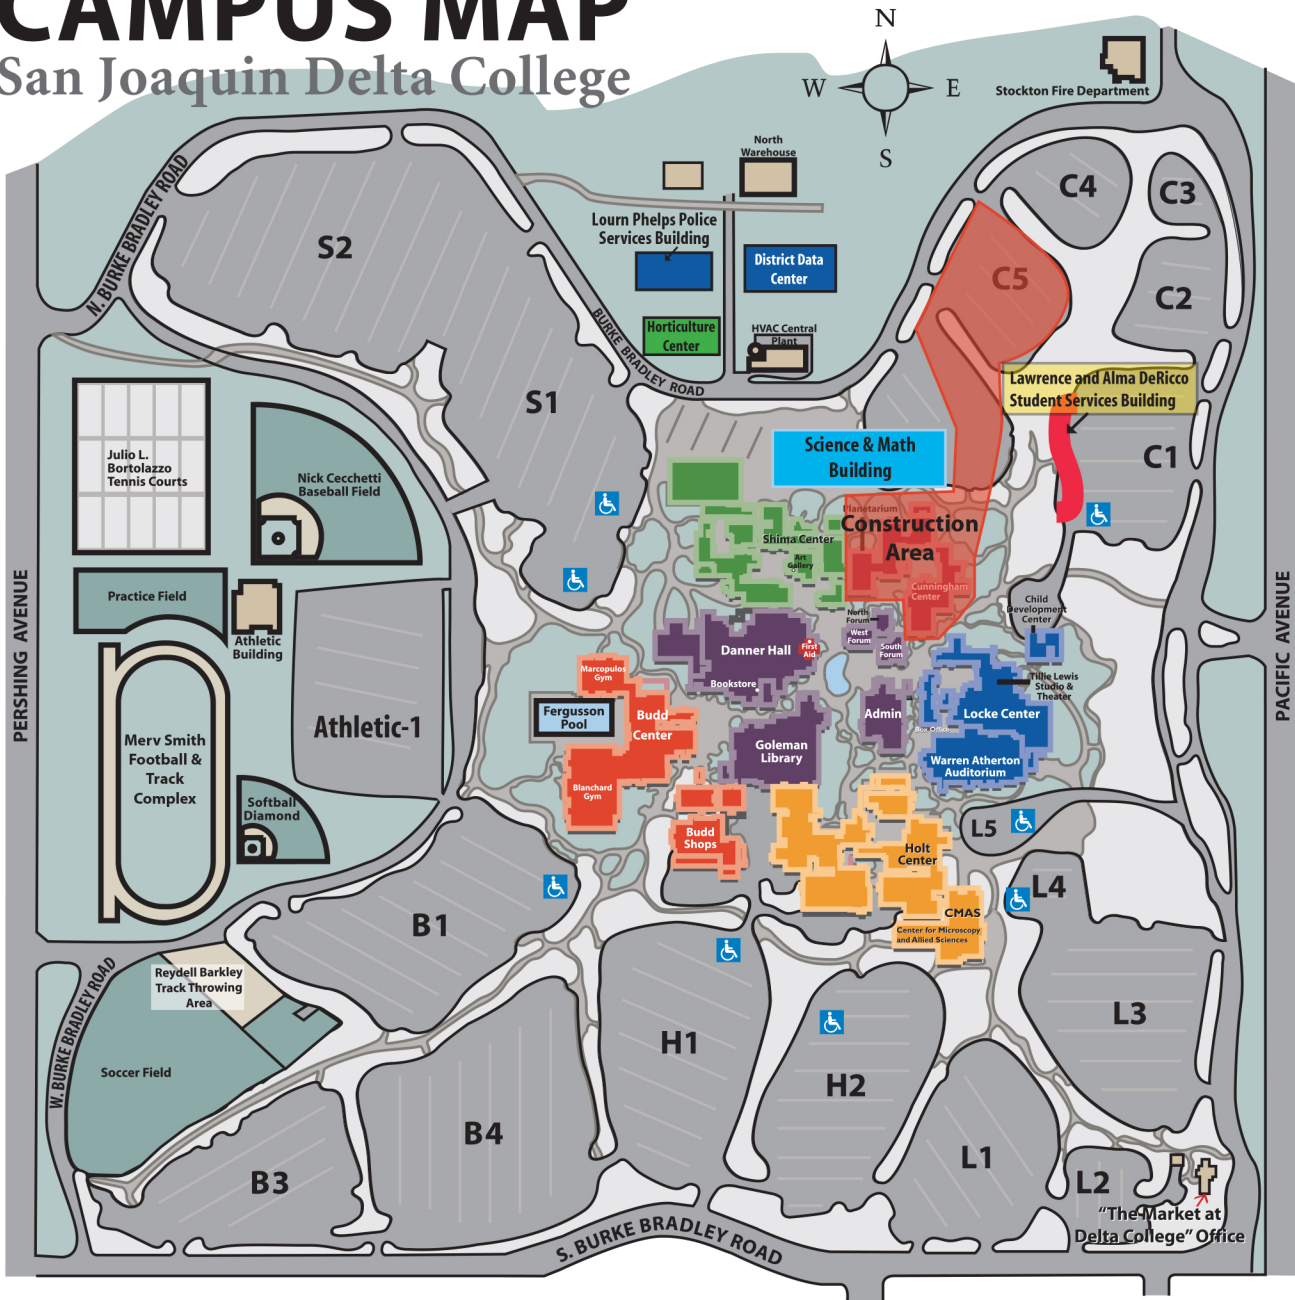 CAMPUS MAP
San Joaquin Delta College
N
W
E
S
Stockton Fire Department
North
Warehouse
N. BURKE BRADLEY ROAD
C4
C3
S2
Lourn Phelps Police
Services Building
District Data
Center
C5
C2
BURKE BRADLEY ROAD
Horticulture
Center
HVAC Central
Plant
Lawrence and Alma DeRicco
Student Services Building
S1
Julio L.
Bortolazzo
Tennis Courts
Nick Cecchetti
Baseball Field
Science & Math
Building
C1
Planetarium
Construction
Area
Shima Center
Art
Gallery
Cunningham
Center
PERSHING AVENUE
PACIFIC AVENUE
Practice Field
Athletic
Building
Child
Development
Center
North
Forum
West
Forum
South
Forum
Danner Hall
First
Aid
Bookstore
Marcopulos
Gym
Tillie Lewis
Studio &
Theater
Fergusson
Pool
Budd
Center
Admin
Locke Center
Box Office
Athletic-1
Merv Smith
Football &
Track
Complex
Goleman
Library
Warren Atherton
Auditorium
Blanchard
Gym
Softball
Diamond
Budd
Shops
Holt
Center
L5
L4
CMAS
Center for Microscopy
and Allied Sciences
B1
Reydell Barkley
Track Throwing
Area
W. BURKE BRADLEY ROAD
Soccer Field
H1
H2
L3
B4
B3
L1
L2
"The Market at
Delta College" Office
S. BURKE BRADLEY ROAD